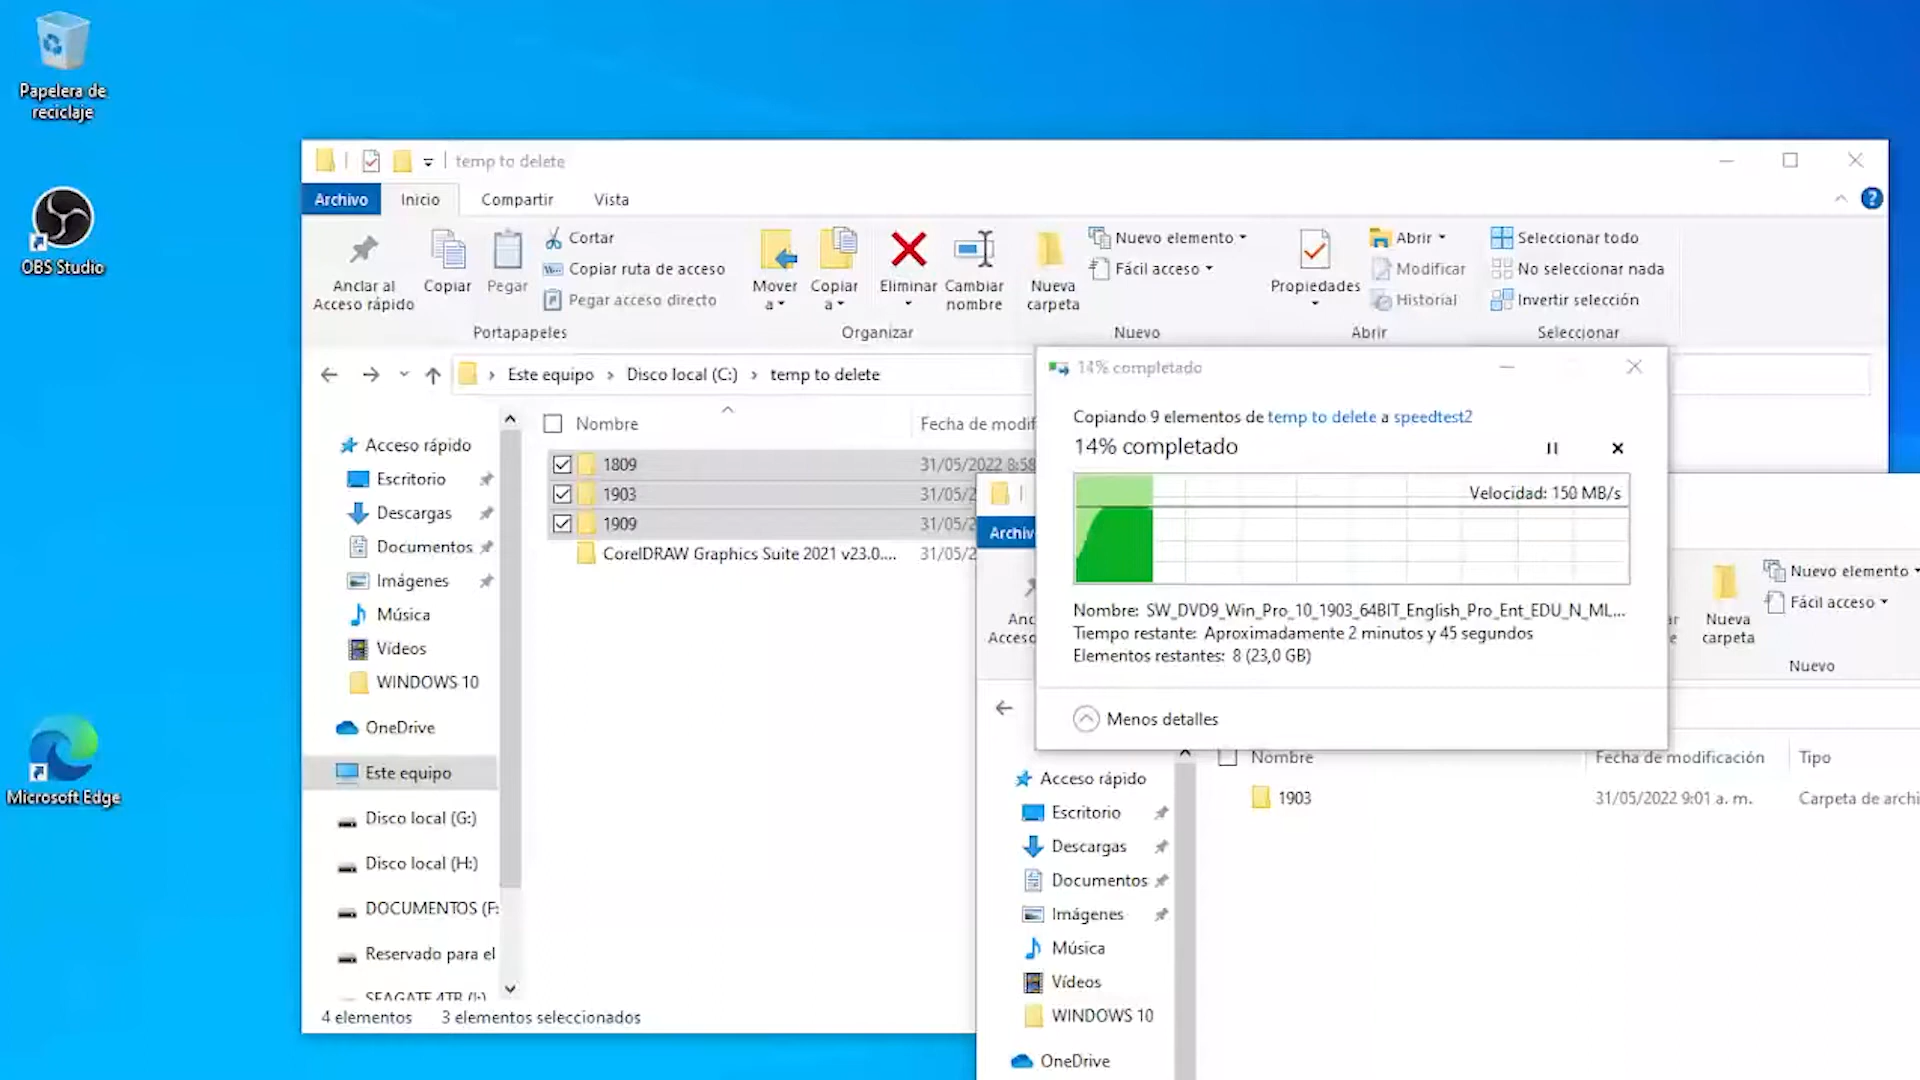 Papelera de
reciclaje
OBS Studio
Microsoft Edge
temp to delete
Archivo
Inicio
Compartir
Vista
Anclar al
Acceso rápido
Copiar
Pegar
Cortar
Copiar ruta de acceso
Pegar acceso directo
Portapapeles
Mover
a
Copiar
a
Eliminar
Cambiar
nombre
Organizar
Nueva
carpeta
Nuevo elemento
Fácil acceso
Nuevo
Propiedades
Abrir
Modificar
Historial
Abrir
Seleccionar todo
No seleccionar nada
Invertir selección
Seleccionar
Este equipo > Disco local (C:) > temp to delete
Nombre
Fecha de modif
1809
31/05/2022 8:58
1903
31/05/2
1909
31/05/2
CorelDRAW Graphics Suite 2021 v23.0....
31/05/2
Acceso rápido
Escritorio
Descargas
Documentos
Imágenes
Música
Vídeos
WINDOWS 10
OneDrive
Este equipo
Disco local (G:)
Disco local (H:)
DOCUMENTOS (F:
Reservado para el
SEAGATE 4TB (I:)
4 elementos
3 elementos seleccionados
14% completado
Copiando 9 elementos de temp to delete a speedtest2
14% completado
Velocidad: 150 MB/s
Nombre: SW_DVD9_Win_Pro_10_1903_64BIT_English_Pro_Ent_EDU_N_ML...
Tiempo restante: Aproximadamente 2 minutos y 45 segundos
Elementos restantes: 8 (23,0 GB)
Menos detalles
Archiv
Anc
Acceso
Nueva
carpeta
Nuevo elemento
Fácil acceso
Nuevo
Nombre
Fecha de modificación
Tipo
1903
31/05/2022 9:01 a. m.
Carpeta de archi
Acceso rápido
Escritorio
Descargas
Documentos
Imágenes
Música
Vídeos
WINDOWS 10
OneDrive